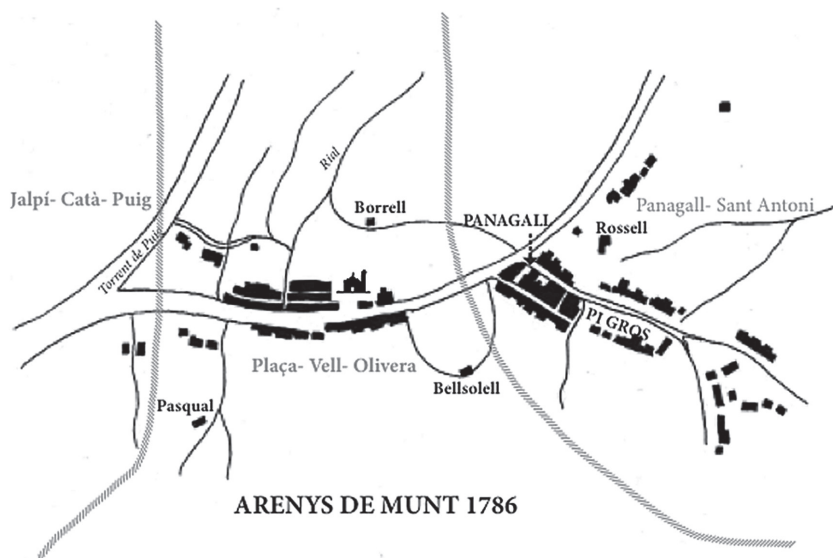 Rial
Jalpí- Catà- Puig
Borrell
PANAGALL
Panagall- Sant Antoni
Rossell
Torrent de Puig
PI GROS
Plaça- Vell- Olivera
Bellsolell
Pasqual
ARENYS DE MUNT 1786